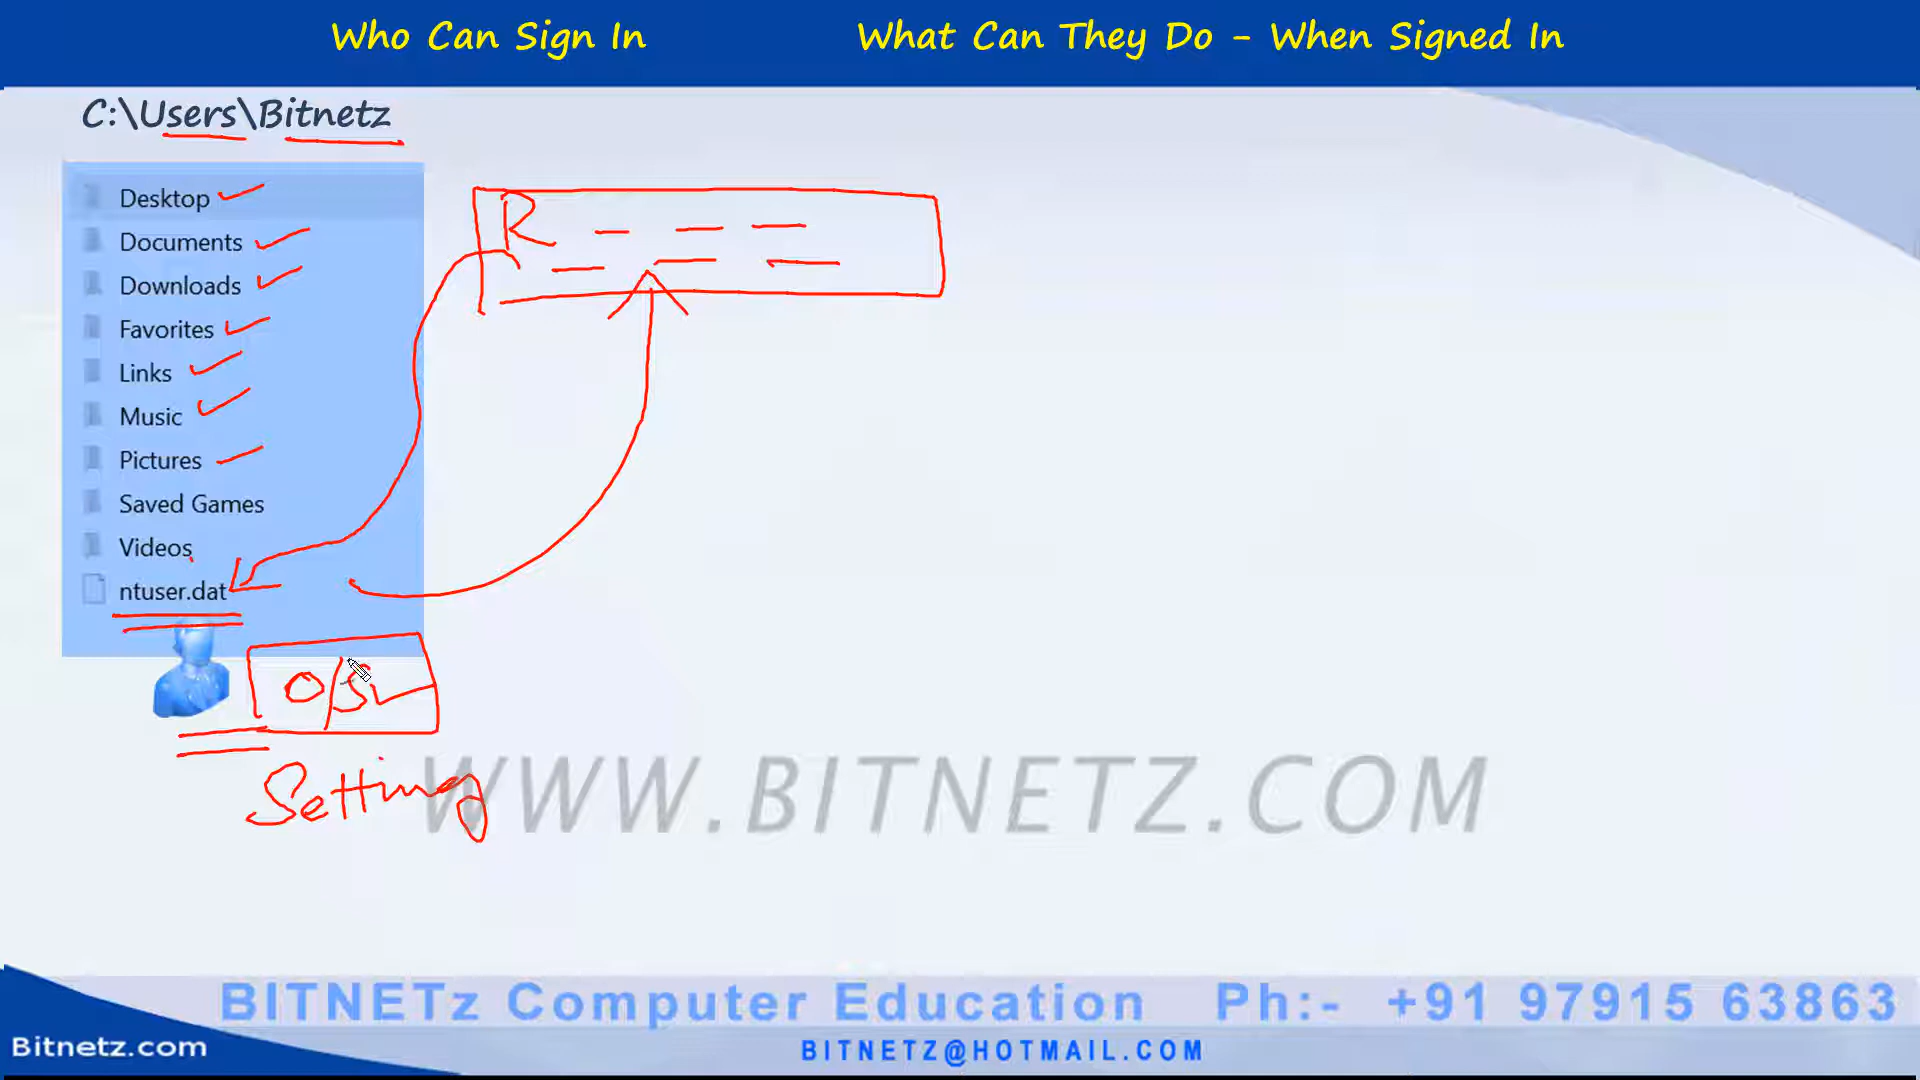 Who Can Sign In
What Can They Do - When Signed In
C:\Users\Bitnetz
Desktop
Documents
Downloads
Favorites
Links
Music
Pictures
Saved Games
Videos
ntuser.dat
R
O/S
Setting
WWW.BITNETZ.COM
BITNETz Computer Education Ph:- +91 97915 63863
Bitnetz.com
BITNETZ@HOTMAIL.COM